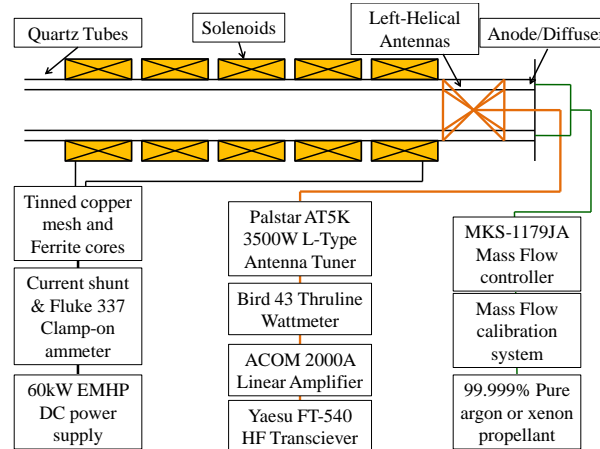 Quartz Tubes
Solenoids
Left-Helical
Antennas
Anode/Diffuser
Tinned copper
mesh and
Ferrite cores
Current shunt
& Fluke 337
Clamp-on
ammeter
60kW EMHP
DC power
supply
Palstar AT5K
3500W L-Type
Antenna Tuner
Bird 43 Thruline
Wattmeter
ACOM 2000A
Linear Amplifier
Yaesu FT-540
HF Transciever
MKS-1179JA
Mass Flow
controller
Mass Flow
calibration
system
99.999% Pure
argon or xenon
propellant